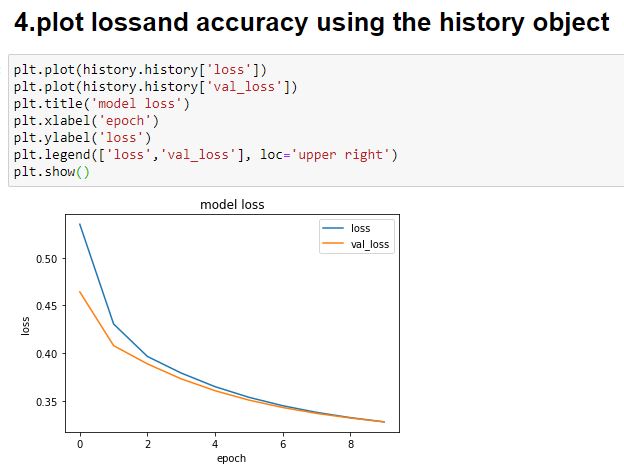 4.plot lossand accuracy using the history object
plt.plot(history.history['loss'])
plt.plot(history.history['val_loss'])
plt.title('model loss')
plt.xlabel('epoch')
plt.ylabel('loss')
plt.legend(['loss','val_loss'], loc='upper right')
plt.show()
model loss
loss
val_loss
0.50
0.45
0.40
0.35
loss
0 2 4 6 8
epoch